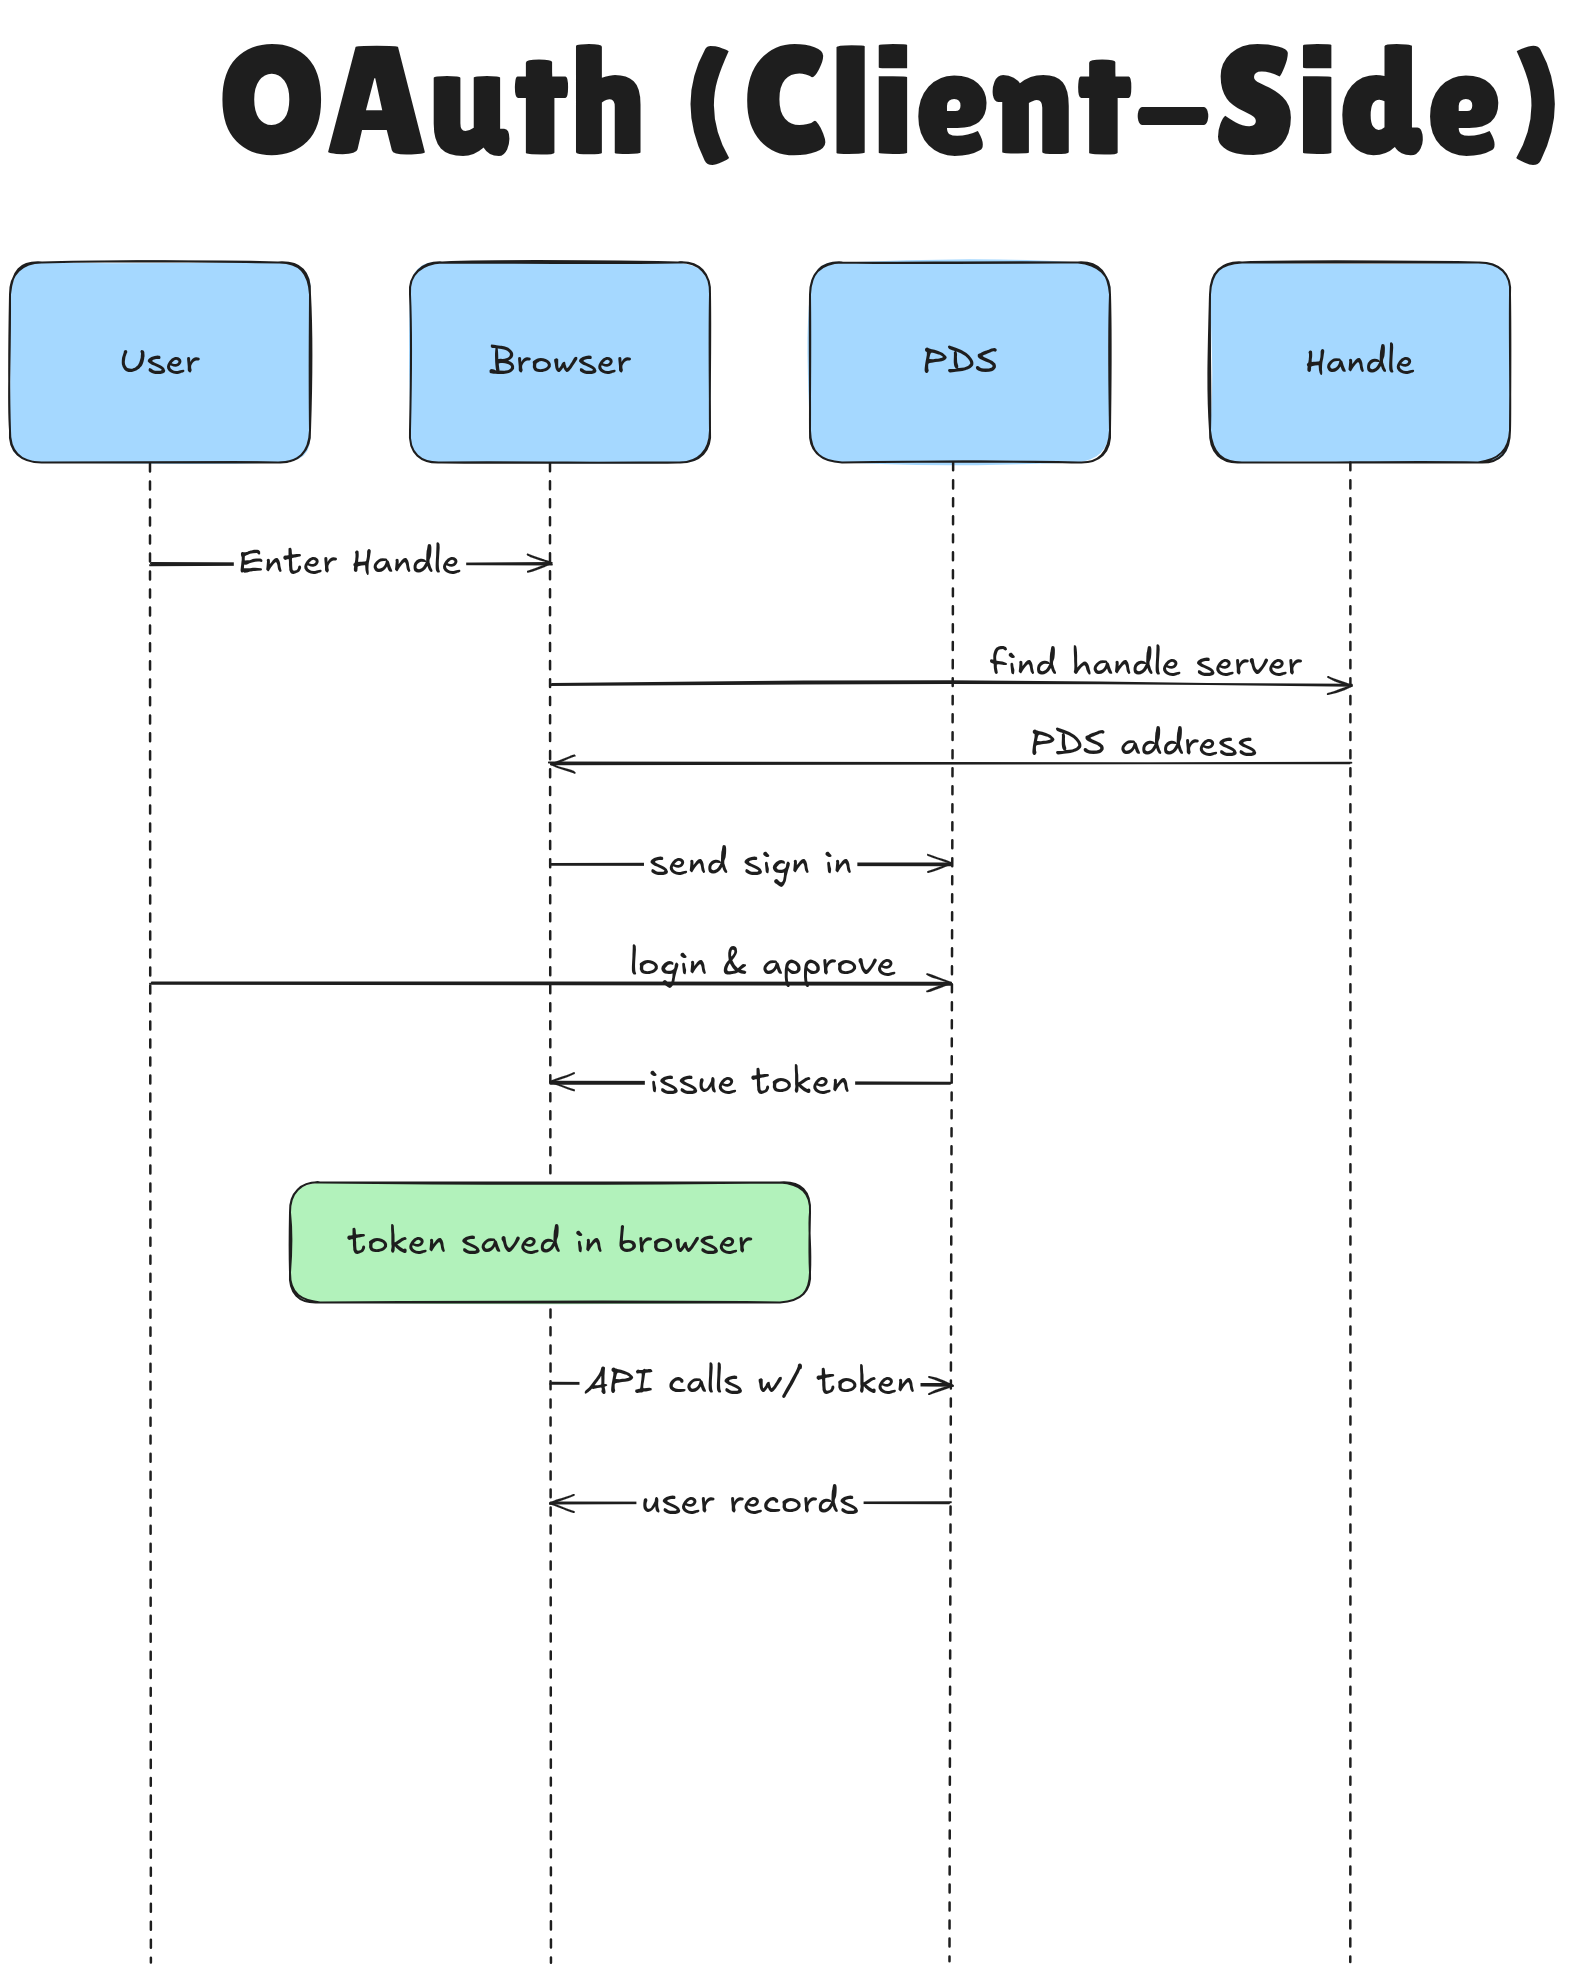 OAuth (Client-Side)
User
Browser
PDS
Handle
Enter Handle
find handle server
PDS address
send sign in
login & approve
issue token
token saved in browser
API calls w/ token
user records